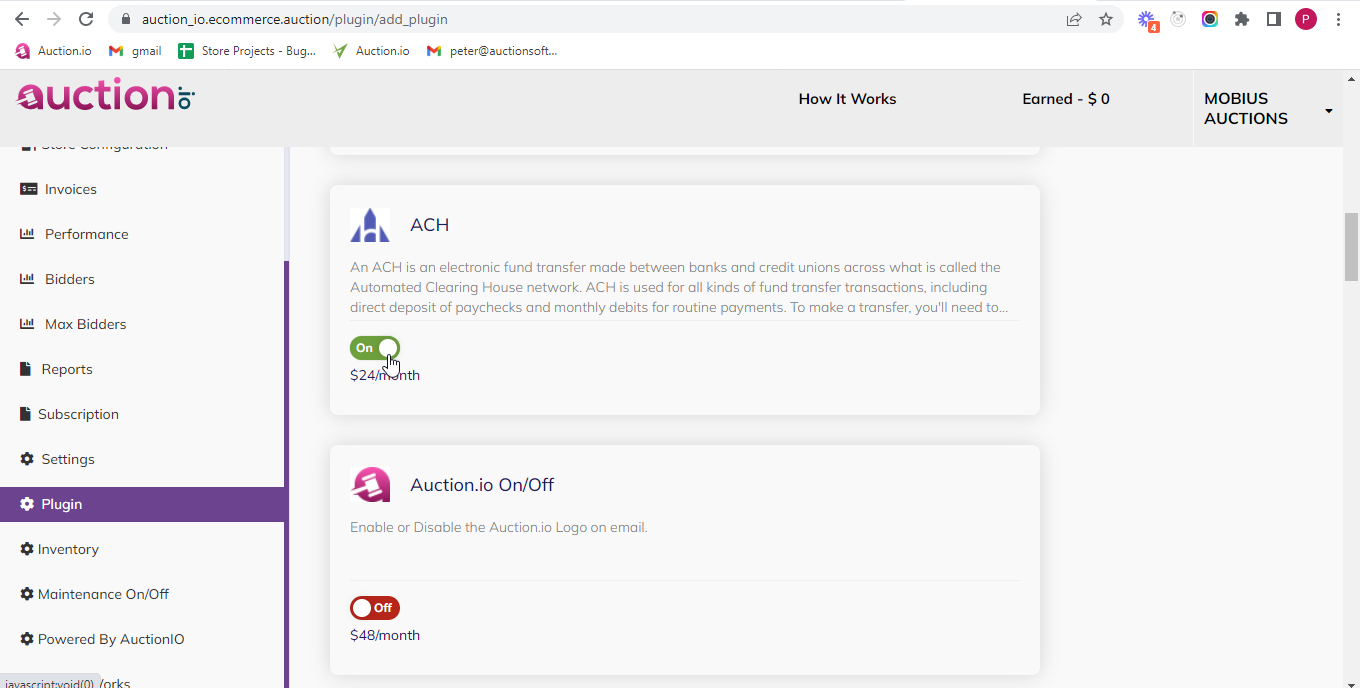 auction_io.ecommerce.auction/plugin/add_plugin
4
P
Auction.io
gmail
Store Projects - Bug...
Auction.io
peter@auctionsoft...
auction.io
How It Works
Earned - $ 0
MOBIUS
AUCTIONS
Store Configuration
Invoices
Performance
Bidders
Max Bidders
Reports
Subscription
Settings
Plugin
Inventory
Maintenance On/Off
Powered By AuctionIO
javascript:void(0)
ACH
An ACH is an electronic fund transfer made between banks and credit unions across what is called the
Automated Clearing House network. ACH is used for all kinds of fund transfer transactions, including
direct deposit of paychecks and monthly debits for routine payments. To make a transfer, you'll need to...
On
$24/month
Auction.io On/Off
Enable or Disable the Auction.io Logo on email.
Off
$48/month